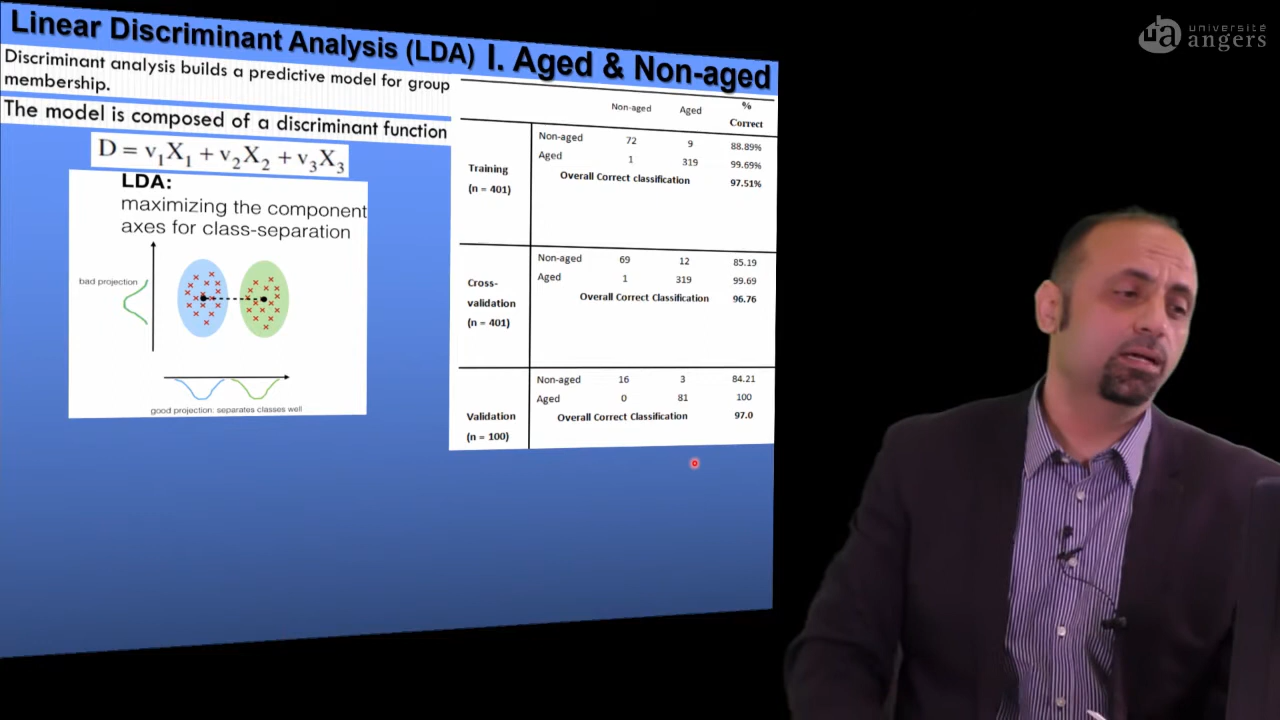 Linear Discriminant Analysis (LDA) I. Aged & Non-aged
Discriminant analysis builds a predictive model for group
membership.
The model is composed of a discriminant function
D = v₁X₁ + v₂X₂ + v₃X₃
LDA:
maximizing the component
axes for class-separation
bad projection
good projection: separates classes well
Non-aged Aged % Correct
Training (n = 401)
Non-aged 72 9 88.89%
Aged 1 319 99.69%
Overall Correct classification 97.51%
Cross-validation (n = 401)
Non-aged 69 12 85.19
Aged 1 319 99.69
Overall Correct Classification 96.76
Validation (n = 100)
Non-aged 16 3 84.21
Aged 0 81 100
Overall Correct Classification 97.0
ua université
angers